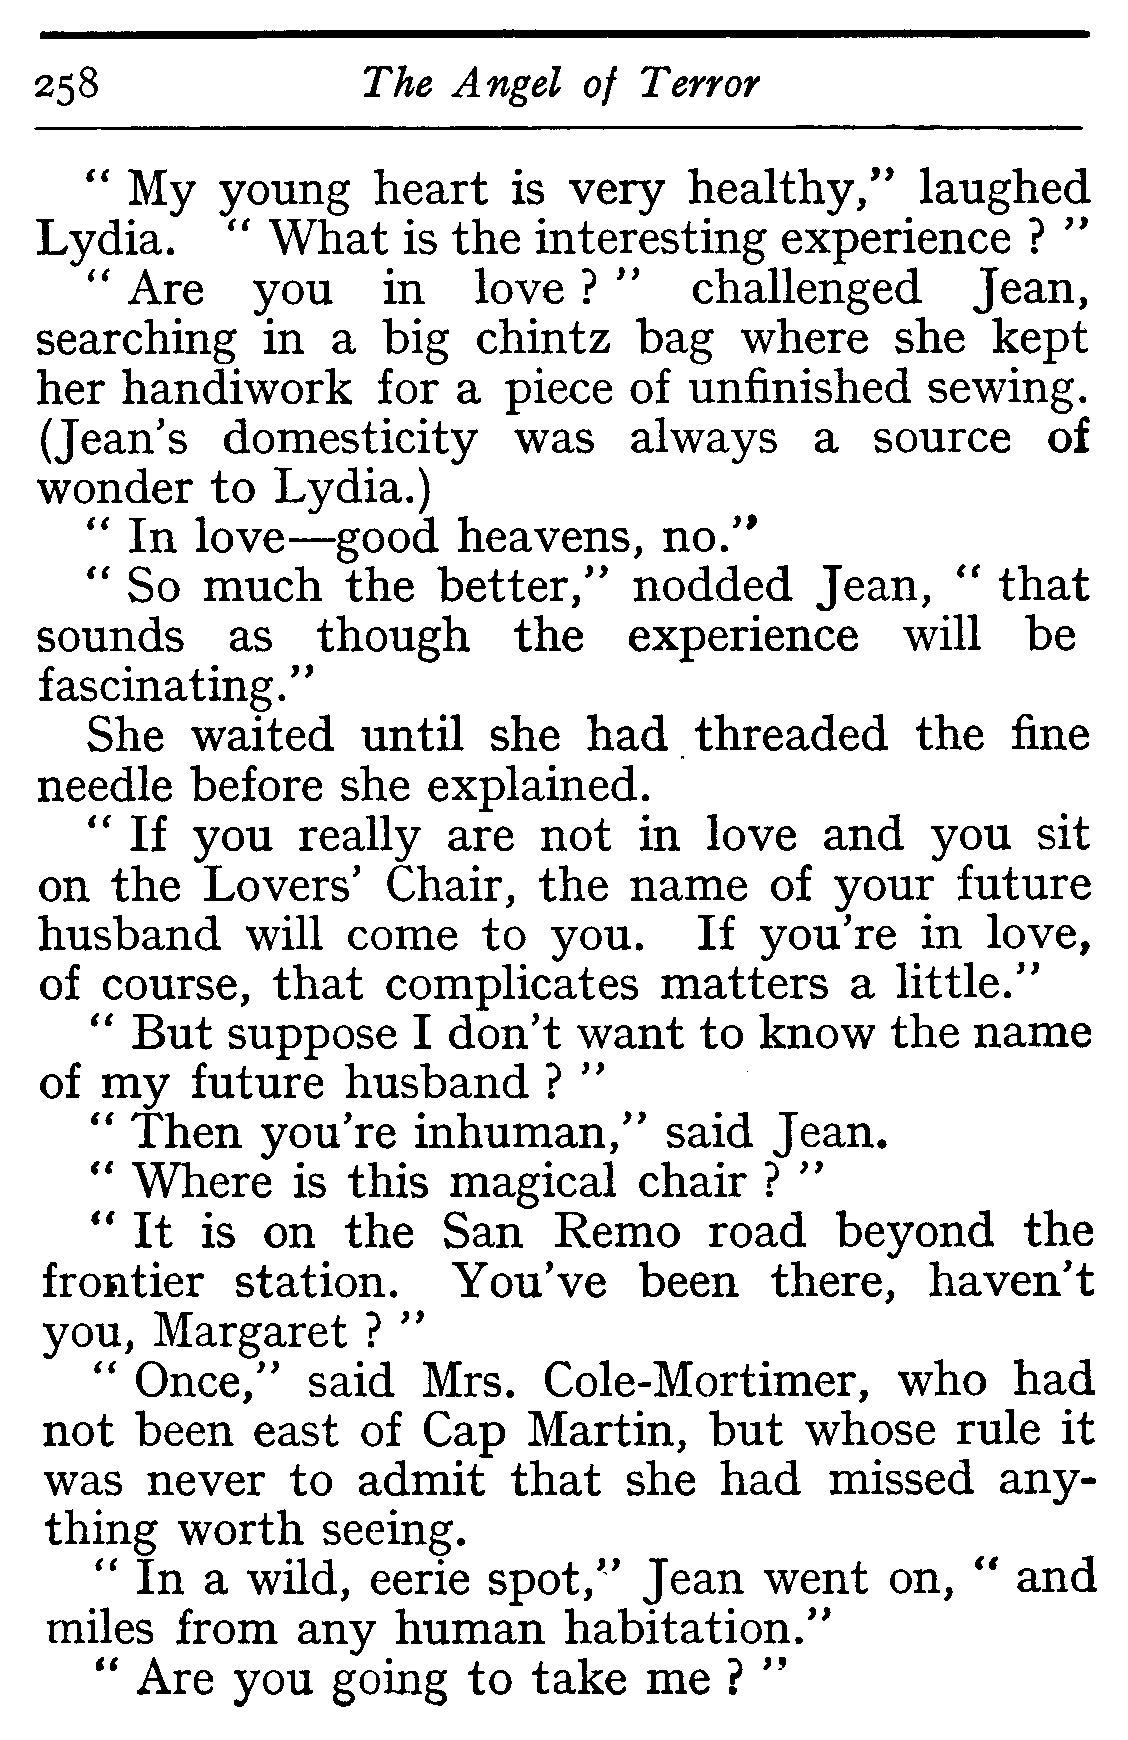 258 The Angel of Terror
“ My young heart is very healthy,” laughed
Lydia. “ What is the interesting experience ? ”
“ Are you in love ? ” challenged Jean,
searching in a big chintz bag where she kept
her handiwork for a piece of unfinished sewing.
(Jean’s domesticity was always a source of
wonder to Lydia.)
“ In love—good heavens, no.”
“ So much the better,” nodded Jean, “ that
sounds as though the experience will be
fascinating.”
She waited until she had threaded the fine
needle before she explained.
“ If you really are not in love and you sit
on the Lovers’ Chair, the name of your future
husband will come to you. If you’re in love,
of course, that complicates matters a little.”
“ But suppose I don’t want to know the name
of my future husband ? ”
“ Then you’re inhuman,” said Jean.
“ Where is this magical chair ? ”
“ It is on the San Remo road beyond the
frontier station. You’ve been there, haven’t
you, Margaret ? ”
“ Once,” said Mrs. Cole-Mortimer, who had
not been east of Cap Martin, but whose rule it
was never to admit that she had missed any-
thing worth seeing.
“ In a wild, eerie spot,” Jean went on, “ and
miles from any human habitation.”
“ Are you going to take me ? ”